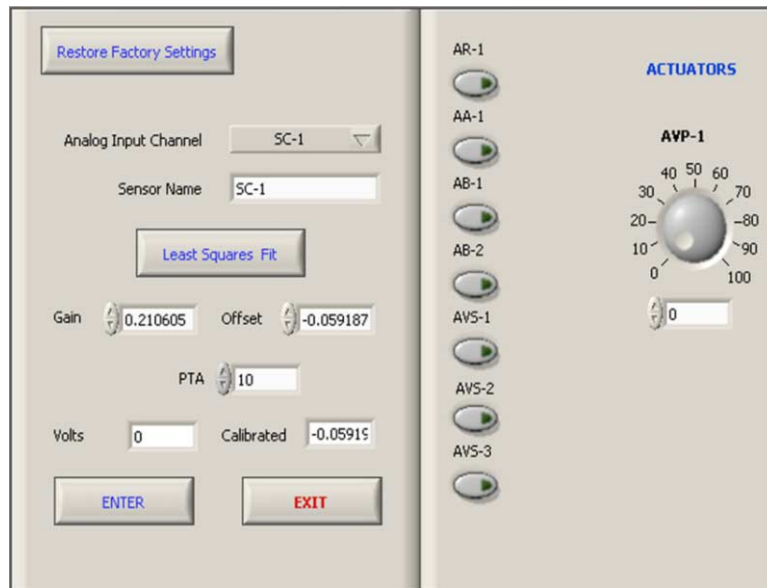 Restore Factory Settings
Analog Input Channel SC-1
Sensor Name SC-1
Least Squares Fit
Gain 0.210605 Offset -0.059187
PTA 10
Volts 0 Calibrated -0.05919
ENTER EXIT
AR-1
AA-1
AB-1
AB-2
AVS-1
AVS-2
AVS-3
ACTUATORS
AVP-1
0 10 20 30 40 50 60 70 80 90 100
0